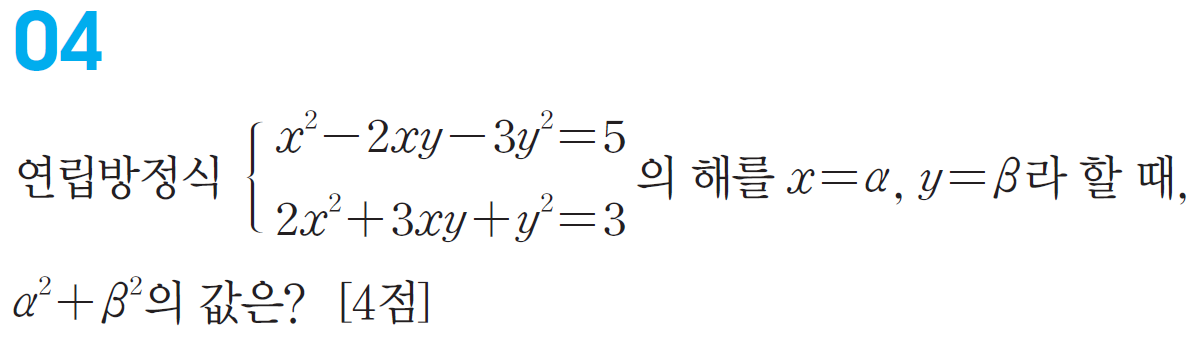 04
연립방정식 { x²-2xy-3y²=5 의 해를 x=α, y=β라 할 때,
2x²+3xy+y²=3
α²+β²의 값은? [4점]